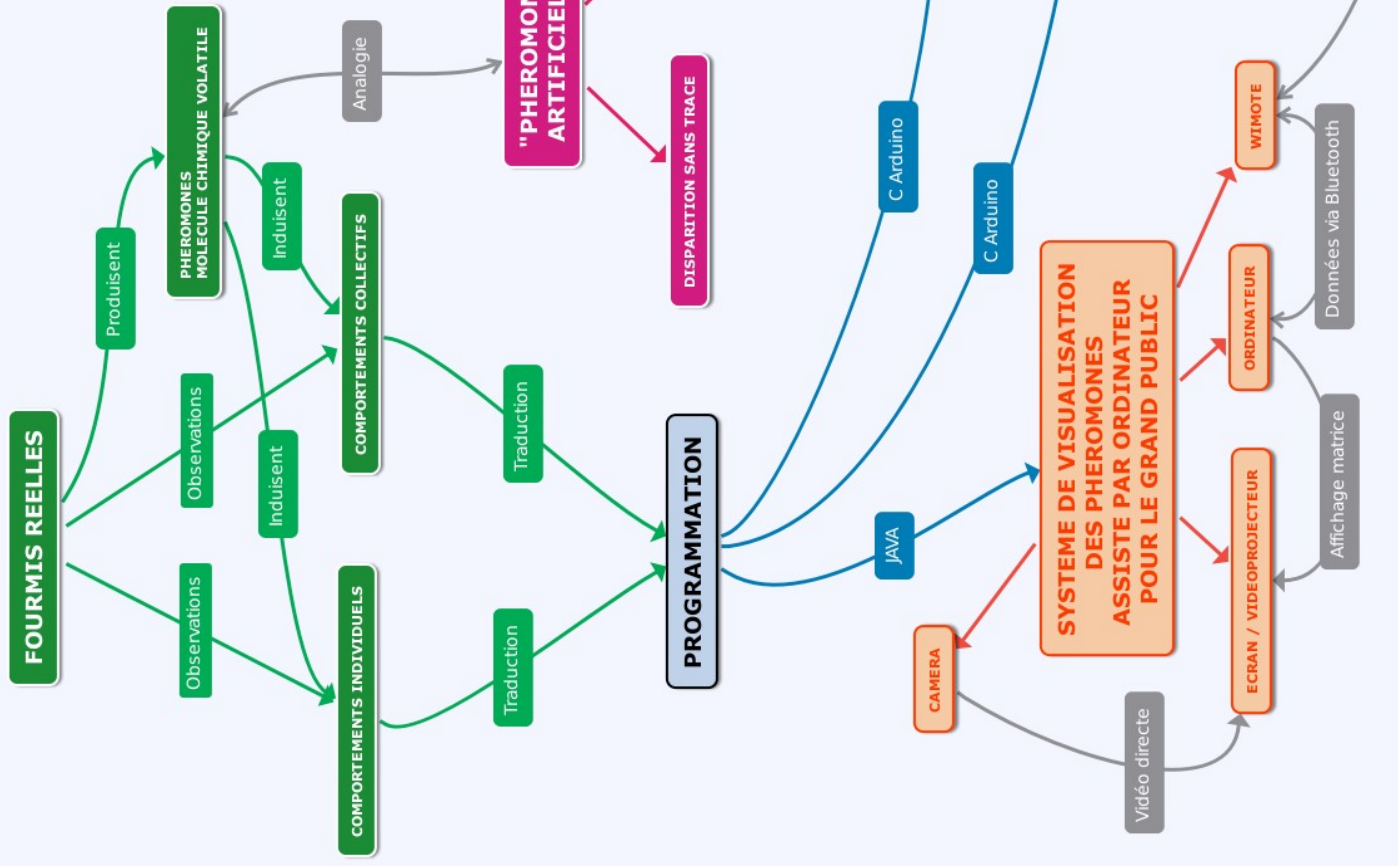 FOURMIS REELLES
Produisent
PHEROMONES
MOLECULE CHIMIQUE VOLATILE
Observations
Observations
Induisent
Induisent
Analogie
COMPORTEMENTS INDIVIDUELS
COMPORTEMENTS COLLECTIFS
Traduction
Traduction
"PHEROMON
ARTIFICIEL
DISPARITION SANS TRACE
PROGRAMMATION
JAVA
C Arduino
C Arduino
CAMERA
SYSTEME DE VISUALISATION
DES PHEROMONES
ASSISTE PAR ORDINATEUR
POUR LE GRAND PUBLIC
Vidéo directe
ECRAN / VIDEOPROJECTEUR
ORDINATEUR
WIMOTE
Affichage matrice
Données via Bluetooth